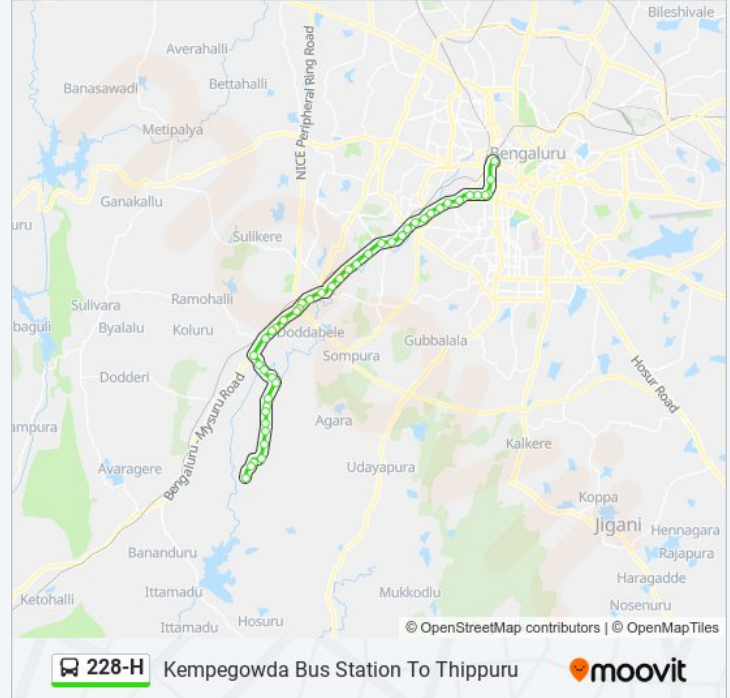 Bileshivale
Averahalli
Bettahalli
Banasawadi
NICE Peripheral Ring Road
Metipalya
Bengaluru
Ganakallu
uru
Sulikere
Ramohalli
Sulivara
baguli
Byalalu
Koluru
Doddabele
Gubbalala
Sompura
Dodderi
Hosur Road
Bengaluru - Mysuru Road
ampura
Agara
Kalkere
Avaragere
Udayapura
Koppa
Jigani
Hennagara
Bananduru
Rajapura
Haragadde
Ittamadu
Mukkodlu
Ketohalli
Nosenuru
Hosuru
Ittamadu
© OpenStreetMap contributors | © OpenMapTiles
228-H Kempegowda Bus Station To Thippuru moovit